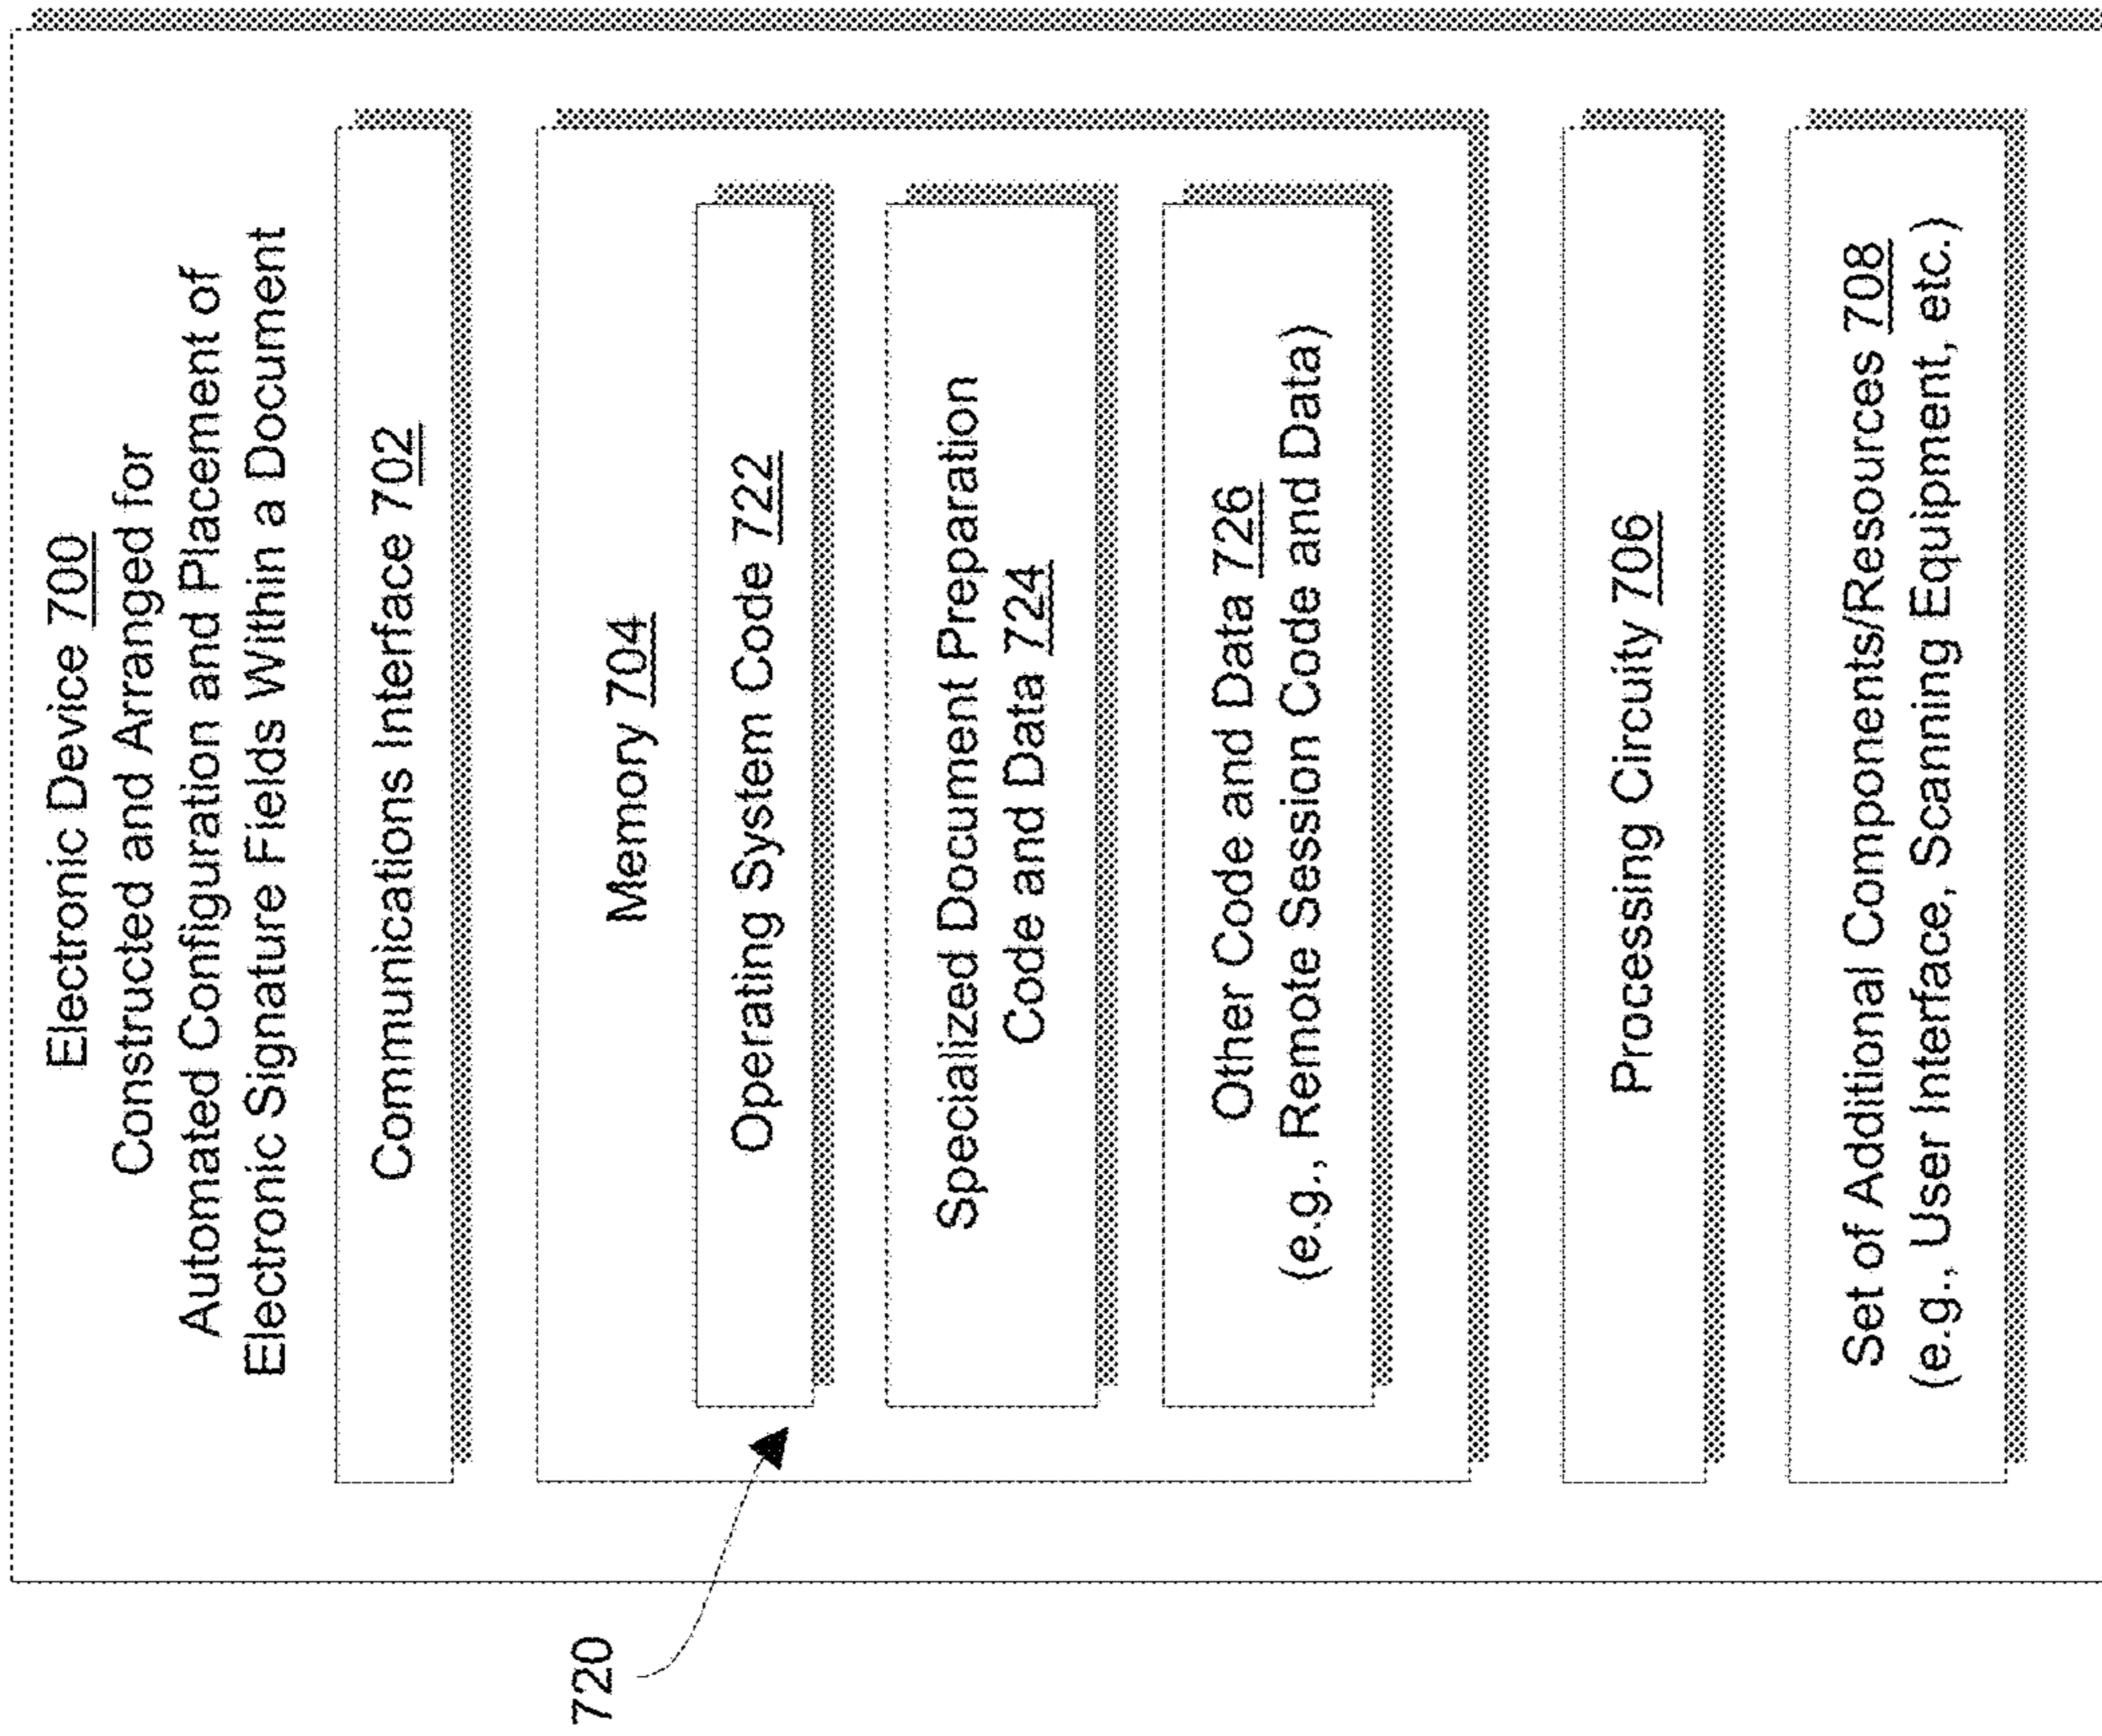 Electronic Device 700
Constructed and Arranged for
Automated Configuration and Placement of
Electronic Signature Fields Within a Document
Communications Interface 702
Memory 704
720
Operating System Code 722
Specialized Document Preparation
Code and Data 724
Other Code and Data 726
(e.g., Remote Session Code and Data)
Processing Circuity 706
Set of Additional Components/Resources 708
(e.g., User Interface, Scanning Equipment, etc.)